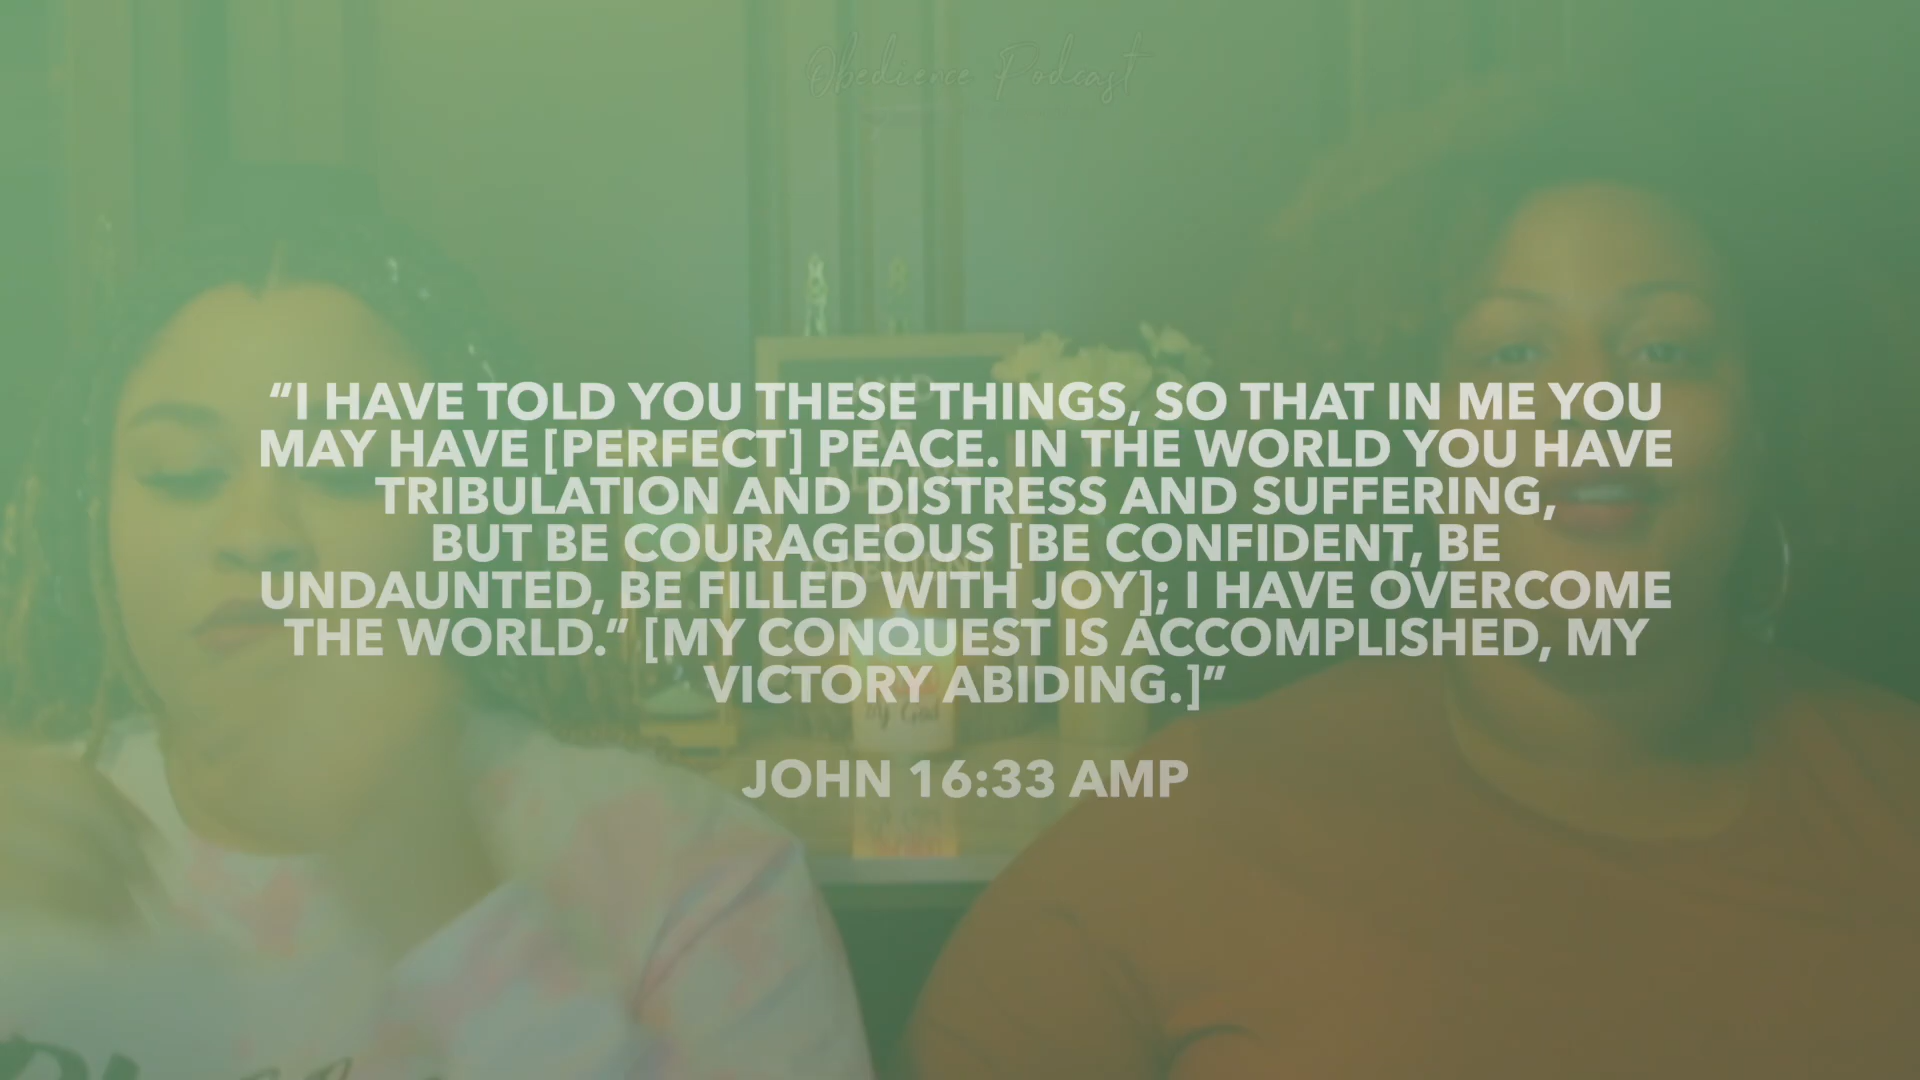 Obedience Podcast
“I HAVE TOLD YOU THESE THINGS, SO THAT IN ME YOU
MAY HAVE [PERFECT] PEACE. IN THE WORLD YOU HAVE
TRIBULATION AND DISTRESS AND SUFFERING,
BUT BE COURAGEOUS [BE CONFIDENT, BE
UNDAUNTED, BE FILLED WITH JOY]; I HAVE OVERCOME
THE WORLD.” [MY CONQUEST IS ACCOMPLISHED, MY
VICTORY ABIDING.]”
by God
JOHN 16:33 AMP